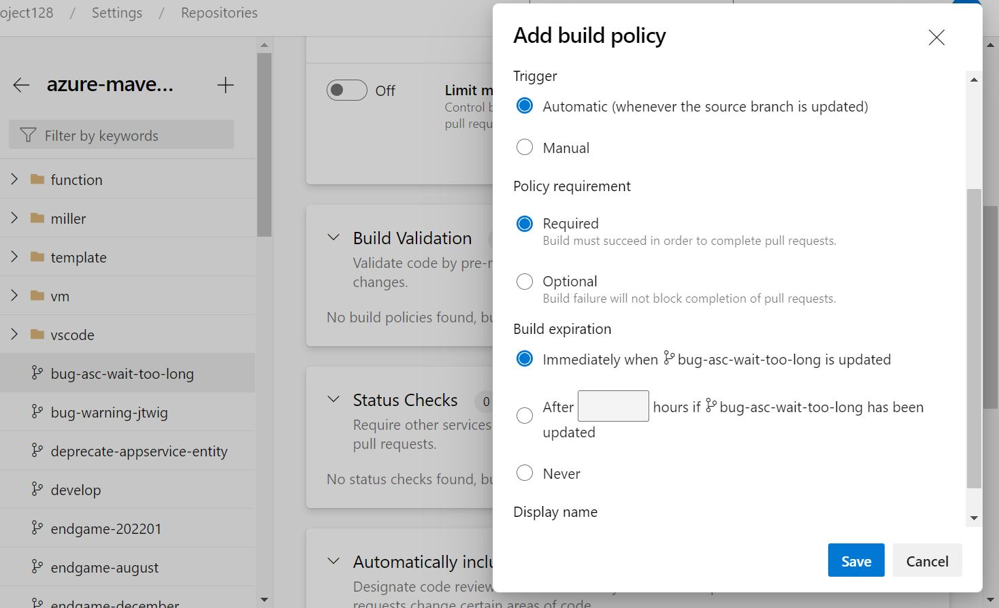 oject128 / Settings / Repositories
azure-mave...
Filter by keywords
function
miller
template
vm
vscode
bug-asc-wait-too-long
bug-warning-jtwig
deprecate-appservice-entity
develop
endgame-202201
endgame-august
endgame-december
Off
Limit m
Control b
pull requ
Build Validation
Validate code by pre-r
changes.
No build policies found, bu
Status Checks 0
Require other services
pull requests.
No status checks found, bu
Automatically inclu
Designate code review
requests change certain areas of code.
Add build policy
Trigger
Automatic (whenever the source branch is updated)
Manual
Policy requirement
Required
Build must succeed in order to complete pull requests.
Optional
Build failure will not block completion of pull requests.
Build expiration
Immediately when bug-asc-wait-too-long is updated
After hours if bug-asc-wait-too-long has been
updated
Never
Display name
Save
Cancel